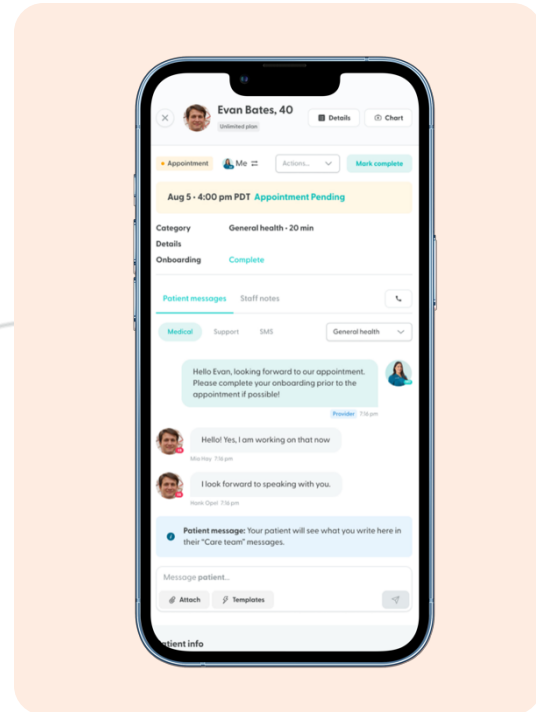 Evan Bates, 40
Unlimited plan
Details
Chart
Appointment
Me
Actions...
Mark complete
Aug 5 - 4:00 pm PDT Appointment Pending
Category General health - 20 min
Details
Onboarding Complete
Patient messages Staff notes
Medical Support SMS General health
Hello Evan, looking forward to our appointment.
Please complete your onboarding prior to the
appointment if possible!
Provider 7:16 pm
Hello! Yes, I am working on that now
Mia Hay 7:16 pm
I look forward to speaking with you.
Hank Opel 7:16 pm
Patient message: Your patient will see what you write here in
their "Care team" messages.
Message patient...
Attach Templates
Patient info